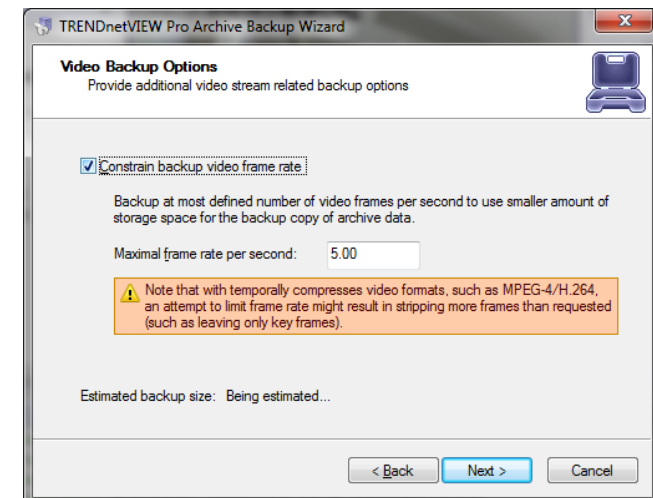 TRENDnetVIEW Pro Archive Backup Wizard
Video Backup Options
Provide additional video stream related backup options
Constrain backup video frame rate
Backup at most defined number of video frames per second to use smaller amount of
storage space for the backup copy of archive data.
Maximal frame rate per second: 5.00
Note that with temporally compresses video formats, such as MPEG-4/H.264,
an attempt to limit frame rate might result in stripping more frames than requested
(such as leaving only key frames).
Estimated backup size: Being estimated...
< Back Next > Cancel